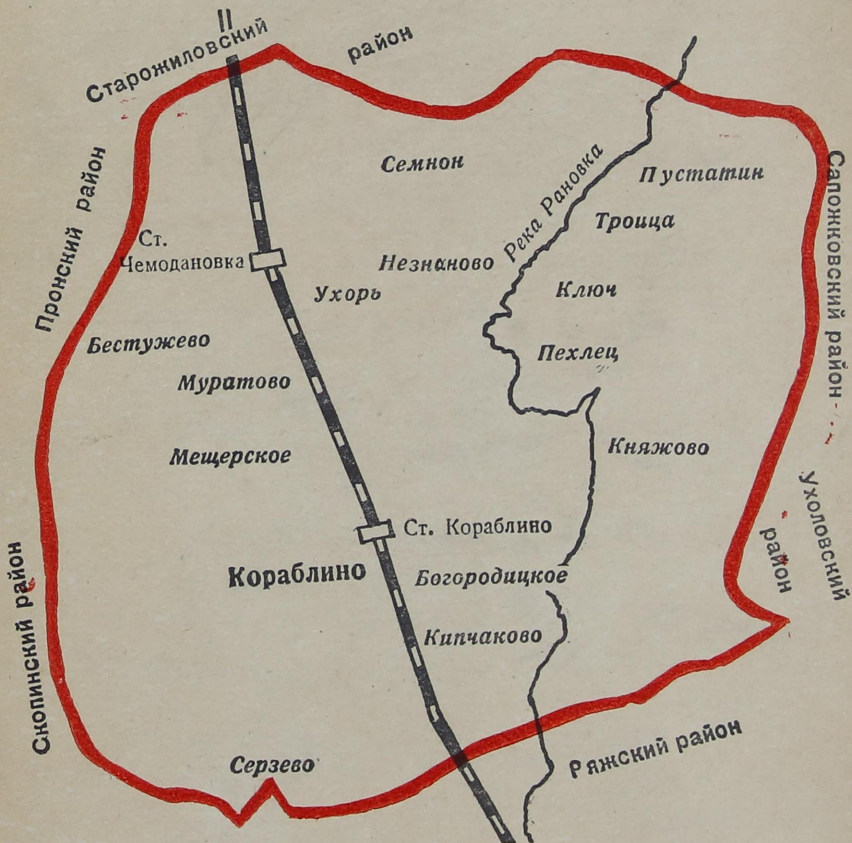 II
Старожиловский район
Семнон
Пустатин
Река Рановка
Троица
Сапожковский район
Пронский район
Ст.
Чемодановка
Незнаново
Ухорь
Ключ
Бестужево
Пехлец
Муратово
Княжово
Мещерское
Ст. Кораблино
Ухоловский
район
Кораблино
Богородицкое
Кипчаково
Скопинский район
Ряжский район
Серзево